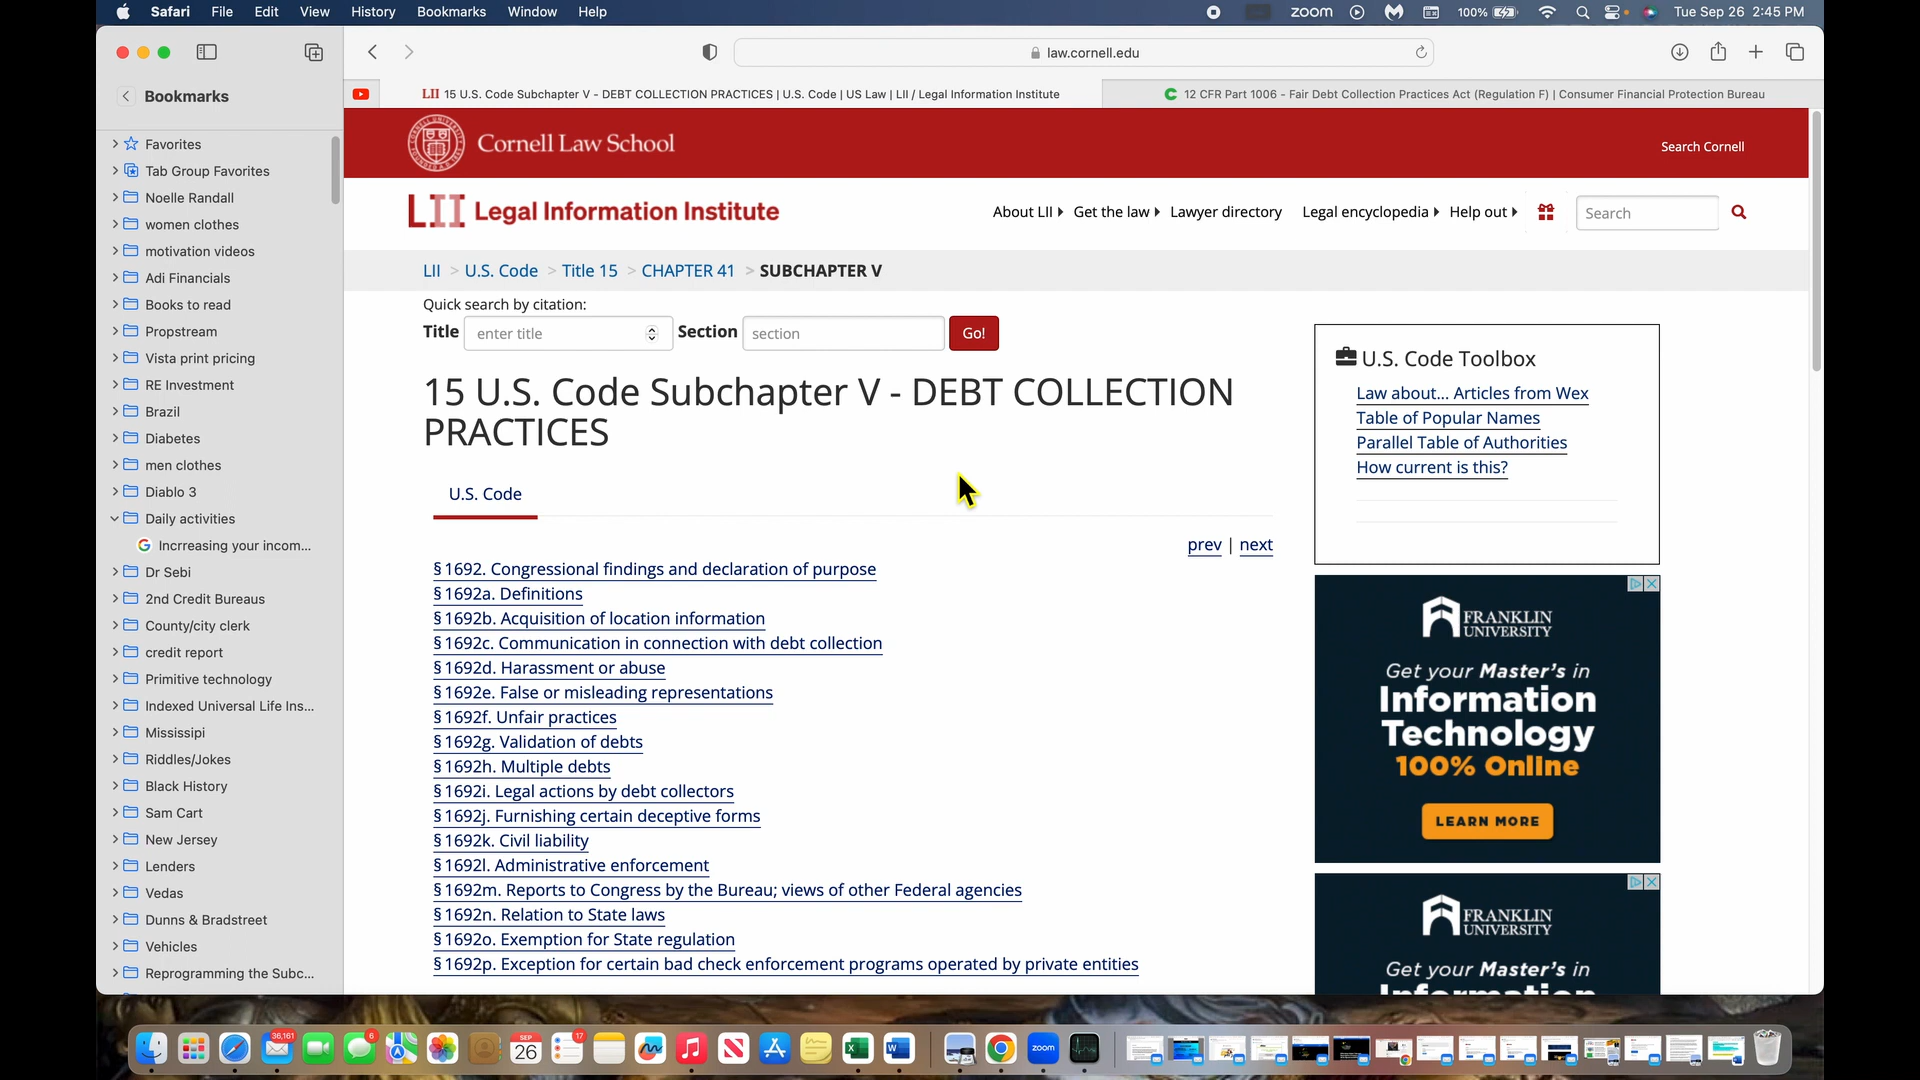 Safari File Edit View History Bookmarks Window Help
zoom 100% Tue Sep 26 2:45 PM
law.cornell.edu
Bookmarks
LII 15 U.S. Code Subchapter V - DEBT COLLECTION PRACTICES | U.S. Code | US Law | LII / Legal Information Institute
12 CFR Part 1006 - Fair Debt Collection Practices Act (Regulation F) | Consumer Financial Protection Bureau
Favorites
Tab Group Favorites
Noelle Randall
women clothes
motivation videos
Adi Financials
Books to read
Propstream
Vista print pricing
RE Investment
Brazil
Diabetes
men clothes
Diablo 3
Daily activities
Incrreasing your incom...
Dr Sebi
2nd Credit Bureaus
County/city clerk
credit report
Primitive technology
Indexed Universal Life Ins...
Mississipi
Riddles/Jokes
Black History
Sam Cart
New Jersey
Lenders
Vedas
Dunns & Bradstreet
Vehicles
Reprogramming the Subc...
Cornell Law School
Search Cornell
LII Legal Information Institute
About LII Get the law Lawyer directory Legal encyclopedia Help out Search
LII > U.S. Code > Title 15 > CHAPTER 41 > SUBCHAPTER V
Quick search by citation:
Title enter title Section section Go!
15 U.S. Code Subchapter V - DEBT COLLECTION
PRACTICES
U.S. Code
prev | next
§ 1692. Congressional findings and declaration of purpose
§ 1692a. Definitions
§ 1692b. Acquisition of location information
§ 1692c. Communication in connection with debt collection
§ 1692d. Harassment or abuse
§ 1692e. False or misleading representations
§ 1692f. Unfair practices
§ 1692g. Validation of debts
§ 1692h. Multiple debts
§ 1692i. Legal actions by debt collectors
§ 1692j. Furnishing certain deceptive forms
§ 1692k. Civil liability
§ 1692l. Administrative enforcement
§ 1692m. Reports to Congress by the Bureau; views of other Federal agencies
§ 1692n. Relation to State laws
§ 1692o. Exemption for State regulation
§ 1692p. Exception for certain bad check enforcement programs operated by private entities
U.S. Code Toolbox
Law about... Articles from Wex
Table of Popular Names
Parallel Table of Authorities
How current is this?
FRANKLIN
UNIVERSITY
Get your Master's in
Information
Technology
100% Online
LEARN MORE
FRANKLIN
UNIVERSITY
Get your Master's in
Information
36,161 6 SEP 26 17 zoom